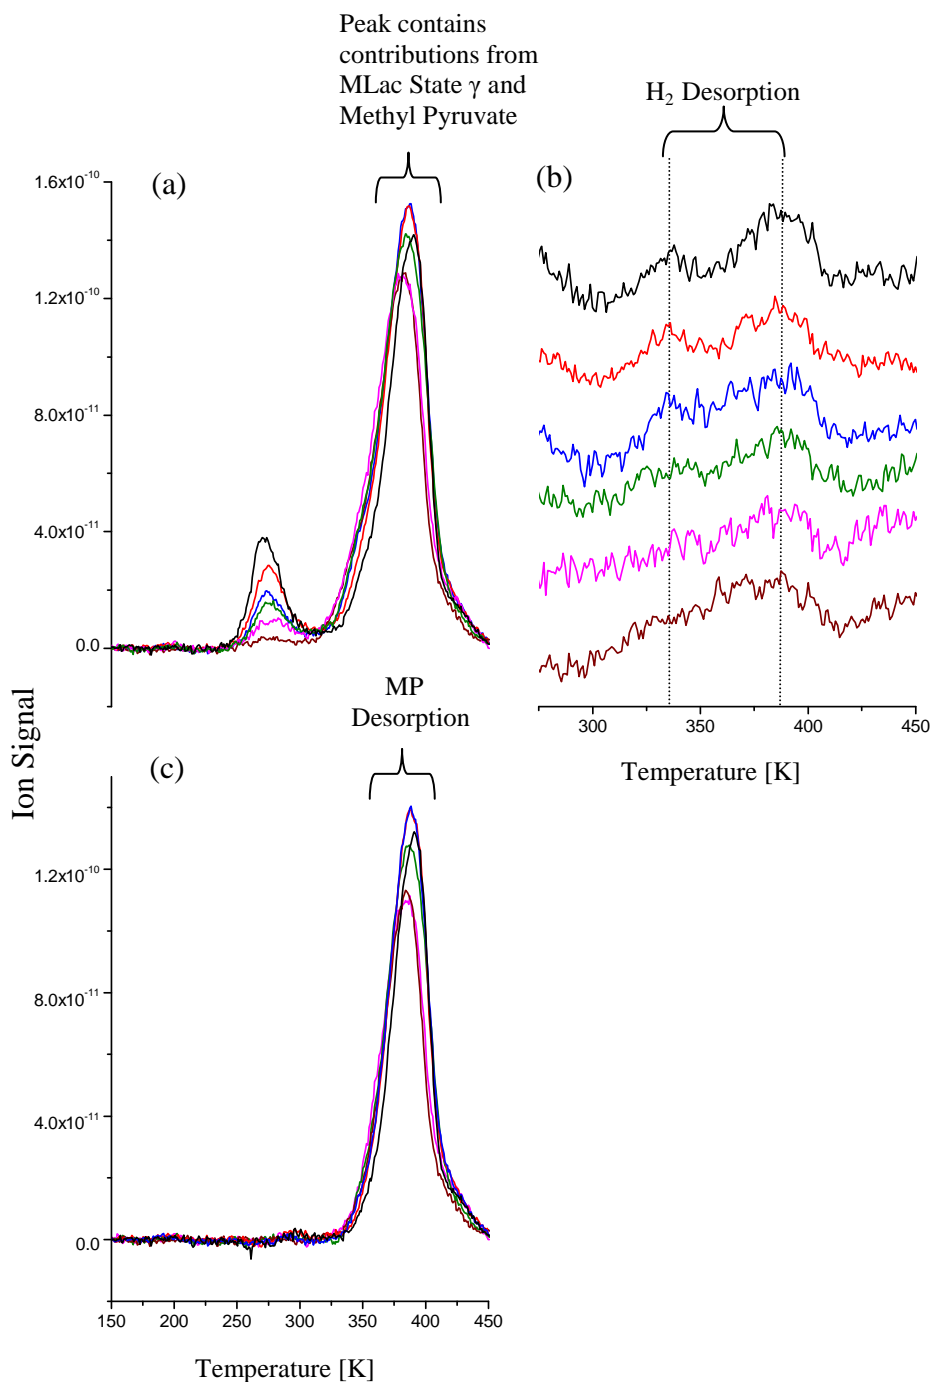 Peak contains
contributions from
MLac State γ and
Methyl Pyruvate
H₂ Desorption
(a)
(b)
1.6x10⁻¹⁰
1.2x10⁻¹⁰
8.0x10⁻¹¹
4.0x10⁻¹¹
0.0
300
350
400
450
Temperature [K]
MP
Desorption
(c)
Ion Signal
1.2x10⁻¹⁰
8.0x10⁻¹¹
4.0x10⁻¹¹
0.0
150
200
250
300
350
400
450
Temperature [K]